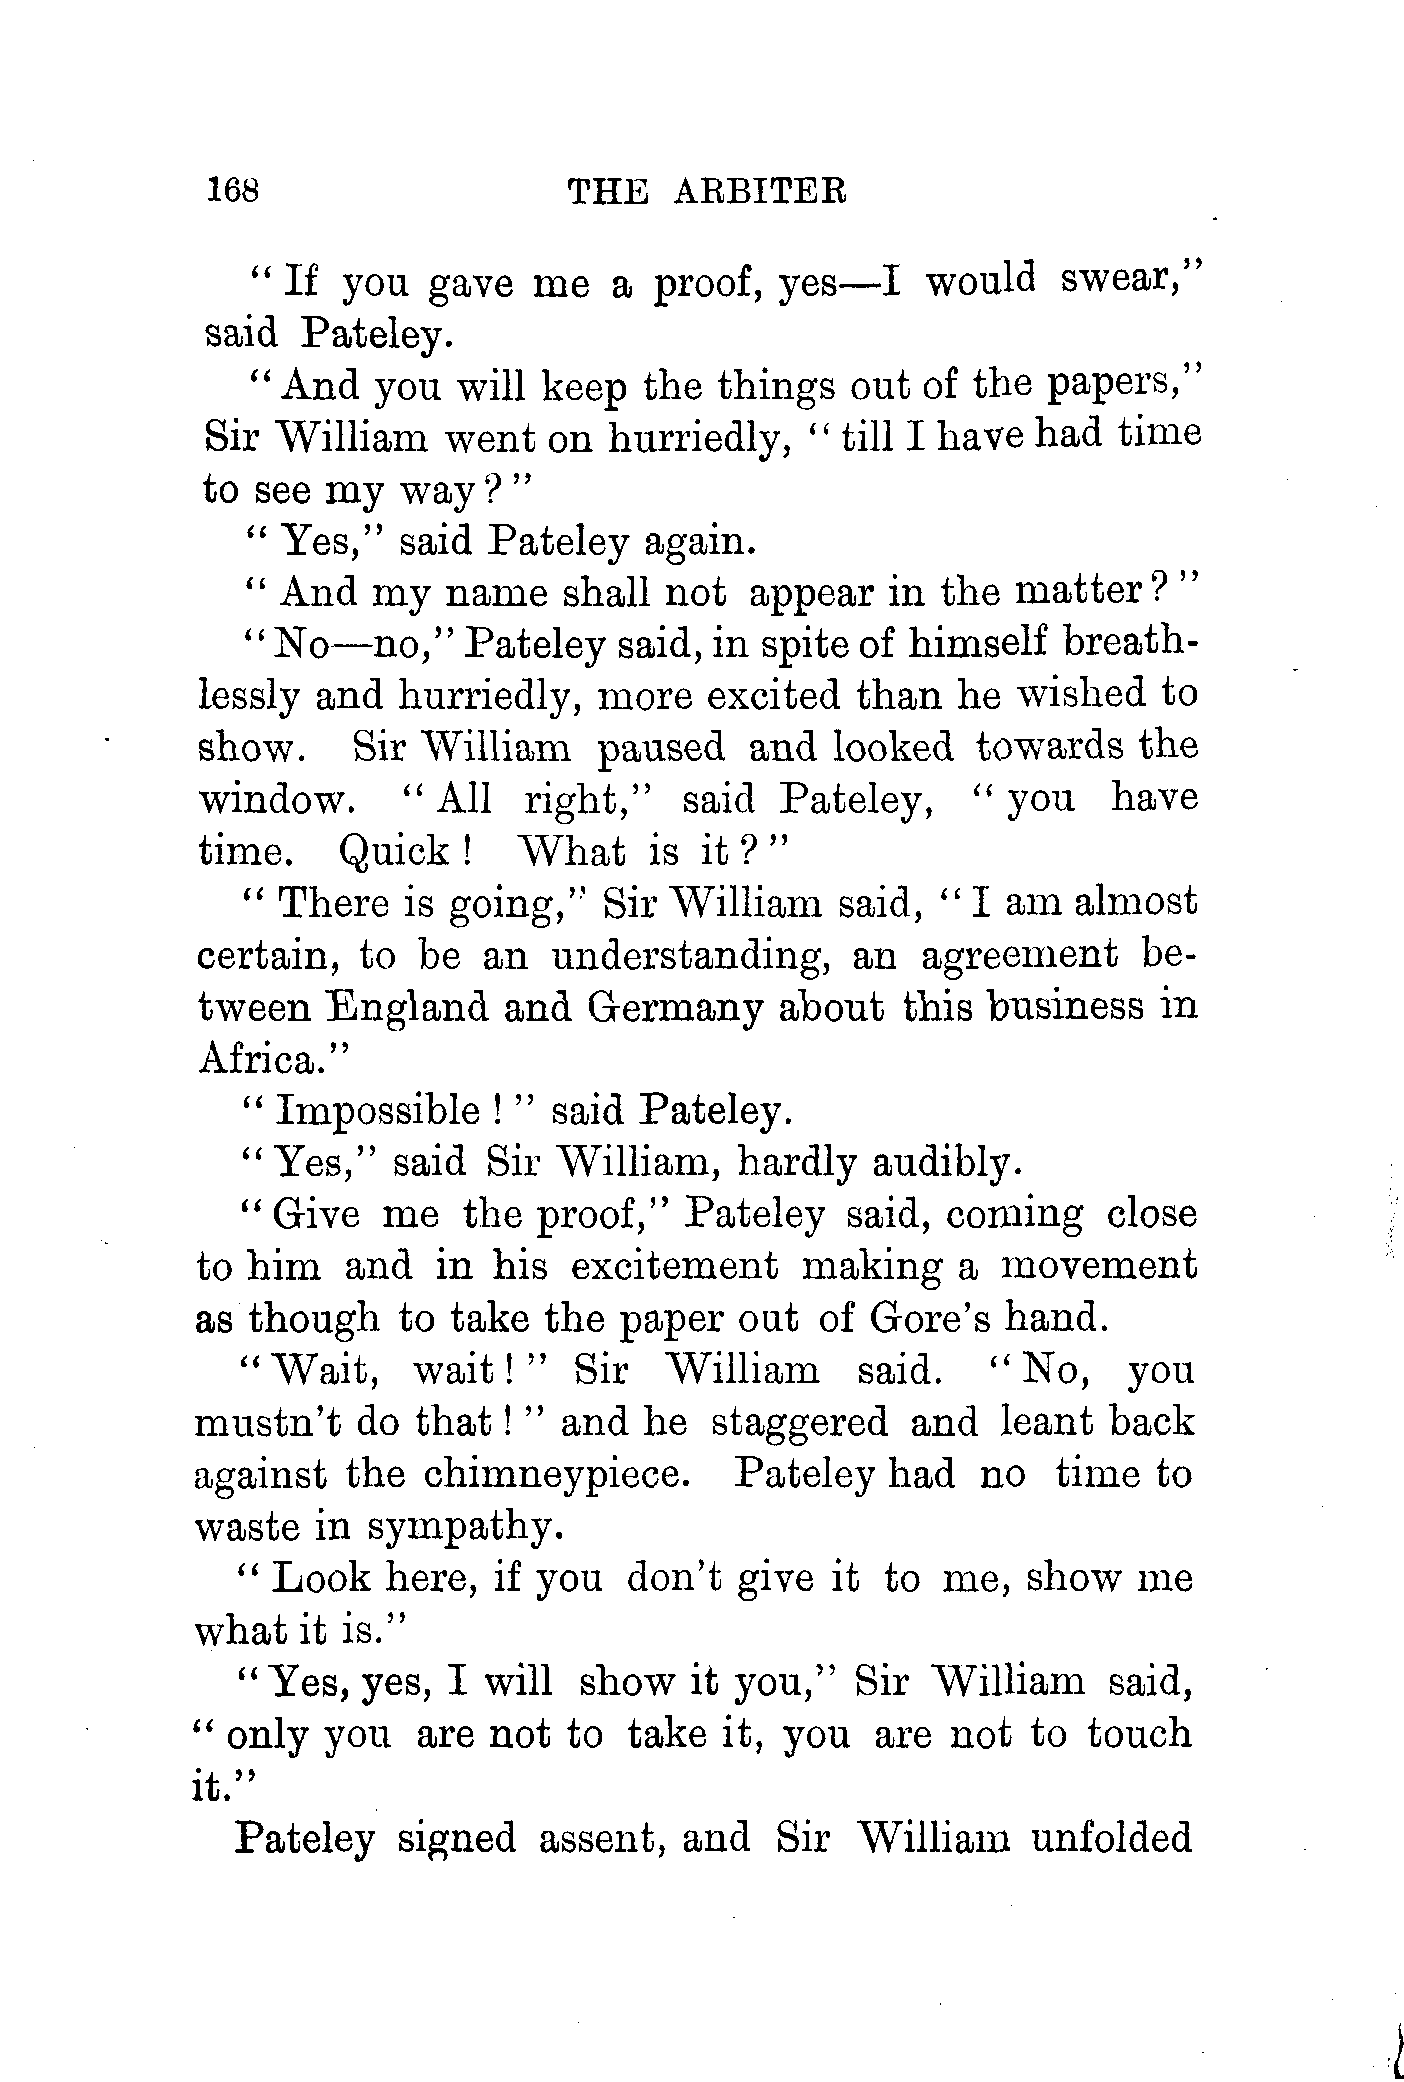 168 THE ARBITER
“ If you gave me a proof, yes—I would swear,”
said Pateley.
“ And you will keep the things out of the papers,”
Sir William went on hurriedly, “ till I have had time
to see my way ? ”
“ Yes,” said Pateley again.
“ And my name shall not appear in the matter ? ”
“ No—no,” Pateley said, in spite of himself breath-
lessly and hurriedly, more excited than he wished to
show. Sir William paused and looked towards the
window. “ All right,” said Pateley, “ you have
time. Quick ! What is it ? ”
“ There is going,” Sir William said, “ I am almost
certain, to be an understanding, an agreement be-
tween England and Germany about this business in
Africa.”
“ Impossible ! ” said Pateley.
“ Yes,” said Sir William, hardly audibly.
“ Give me the proof,” Pateley said, coming close
to him and in his excitement making a movement
as though to take the paper out of Gore’s hand.
“ Wait, wait ! ” Sir William said. “ No, you
mustn’t do that ! ” and he staggered and leant back
against the chimneypiece. Pateley had no time to
waste in sympathy.
“ Look here, if you don’t give it to me, show me
what it is.”
“ Yes, yes, I will show it you,” Sir William said,
“ only you are not to take it, you are not to touch
it.”
Pateley signed assent, and Sir William unfolded